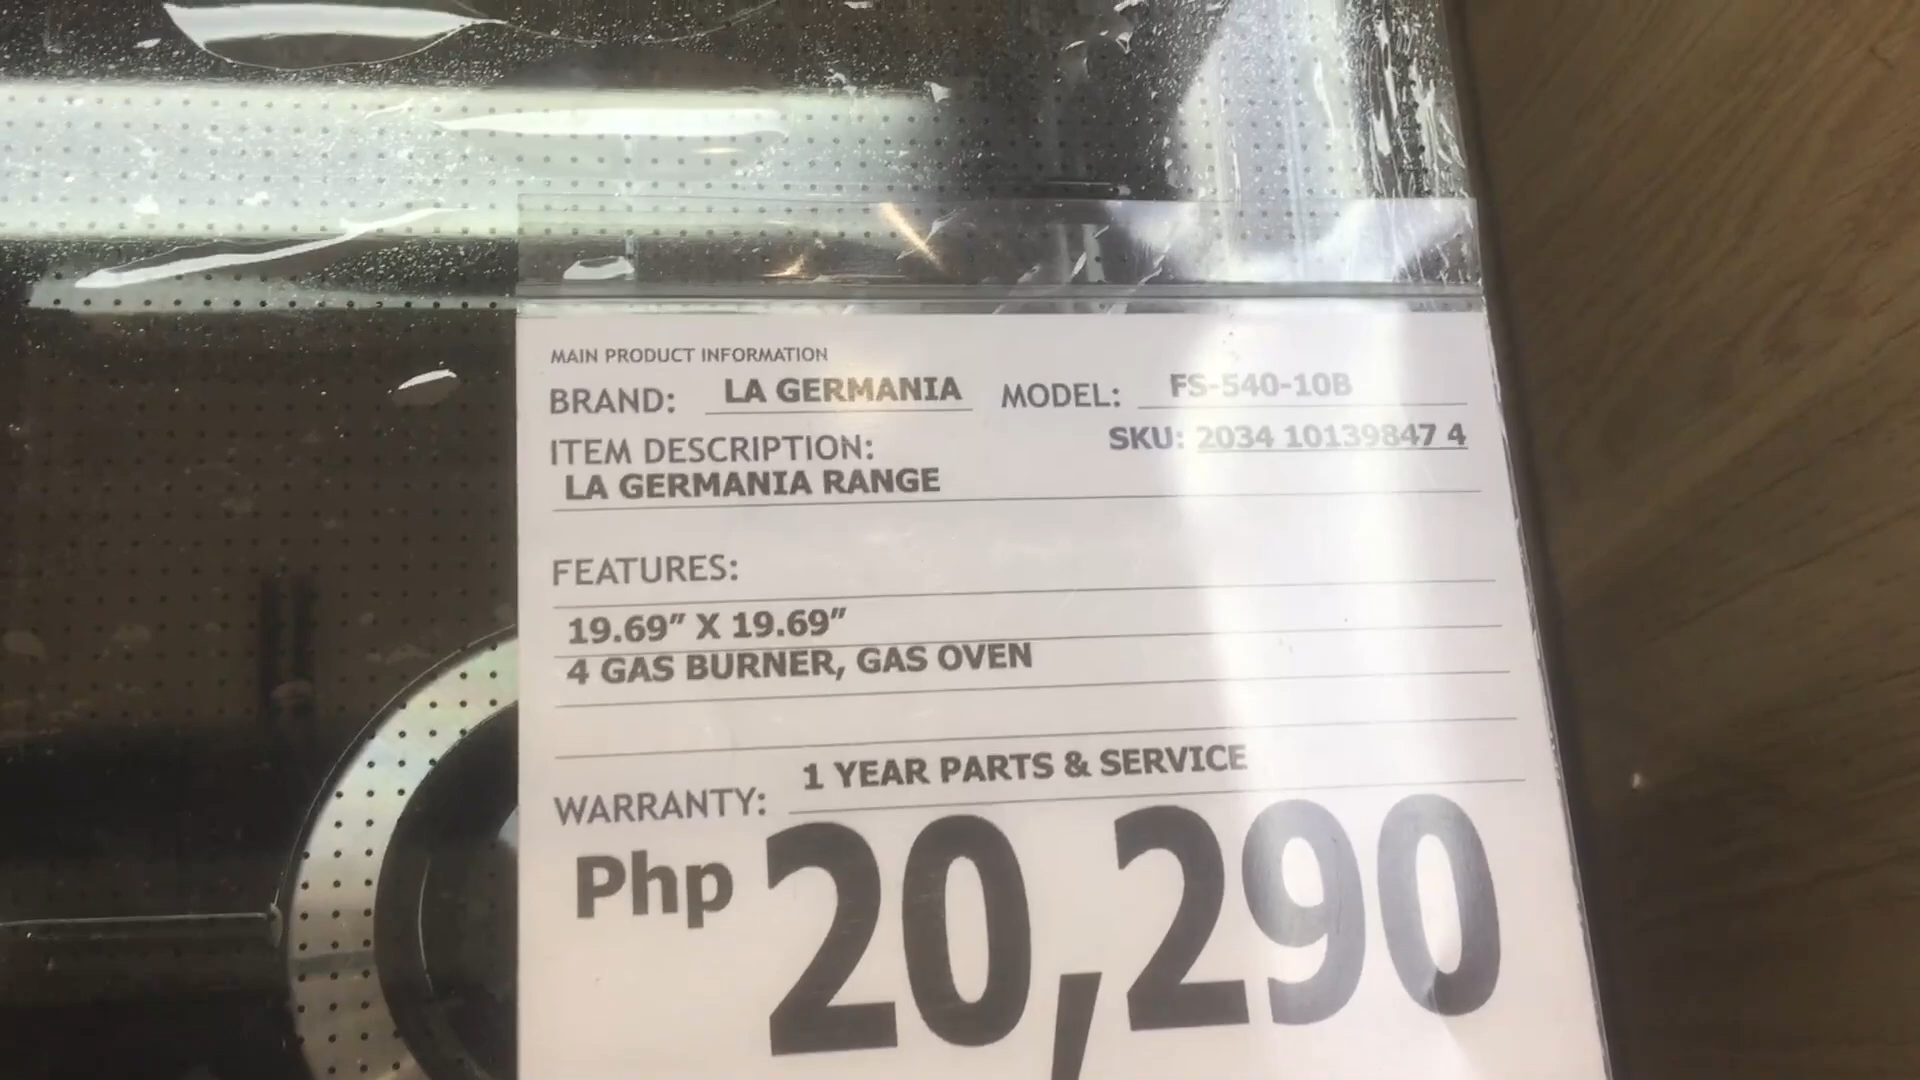 MAIN PRODUCT INFORMATION
BRAND: LA GERMANIA MODEL: FS-540-10B
ITEM DESCRIPTION: SKU: 2034 10139847 4
LA GERMANIA RANGE
FEATURES:
19.69" X 19.69"
4 GAS BURNER, GAS OVEN
WARRANTY: 1 YEAR PARTS & SERVICE
Php 20,290